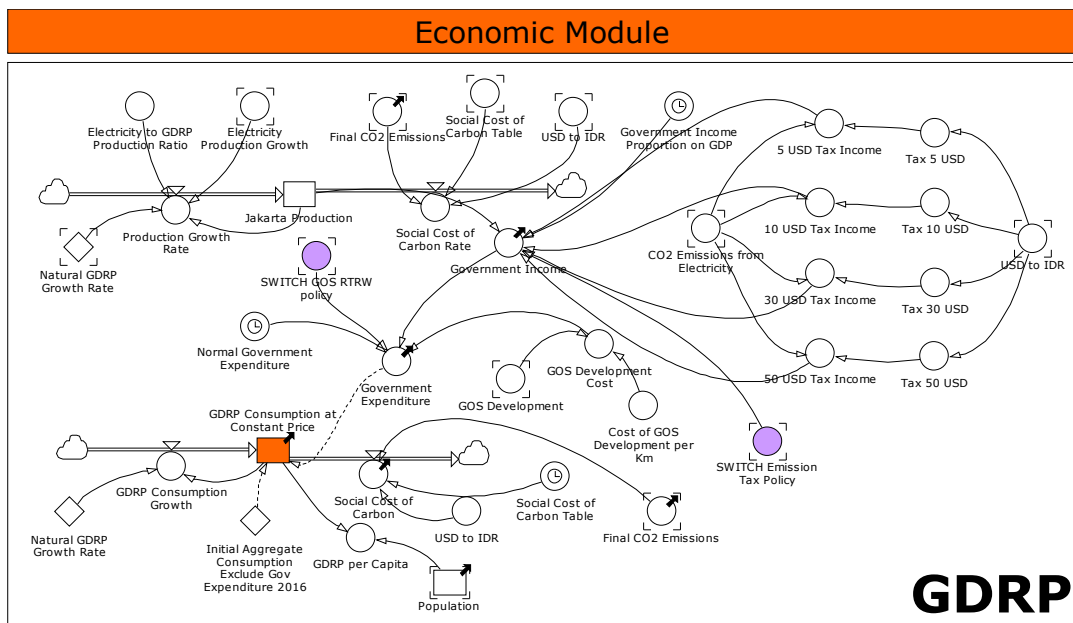 Economic Module
Electricity to GDRP
Production Ratio
Electricity
Production Growth
Final CO2 Emissions
Social Cost of
Carbon Table
USD to IDR
Government Income
Proportion on GDP
5 USD Tax Income
Tax 5 USD
Jakarta Production
Production Growth
Rate
Natural GDRP
Growth Rate
Social Cost of
Carbon Rate
Government Income
10 USD Tax Income
Tax 10 USD
CO2 Emissions from
Electricity
USD to IDR
SWITCH GOS RTRW
policy
30 USD Tax Income
Tax 30 USD
Normal Government
Expenditure
Government
Expenditure
GOS Development
Cost
GOS Development
50 USD Tax Income
Tax 50 USD
GDRP Consumption at
Constant Price
Cost of GOS
Development per
Km
SWITCH Emission
Tax Policy
GDRP Consumption
Growth
Social Cost of
Carbon
Social Cost of
Carbon Table
Natural GDRP
Growth Rate
USD to IDR
Final CO2 Emissions
Initial Aggregate
Consumption
Exclude Gov
Expenditure 2016
GDRP per Capita
Population
GDRP